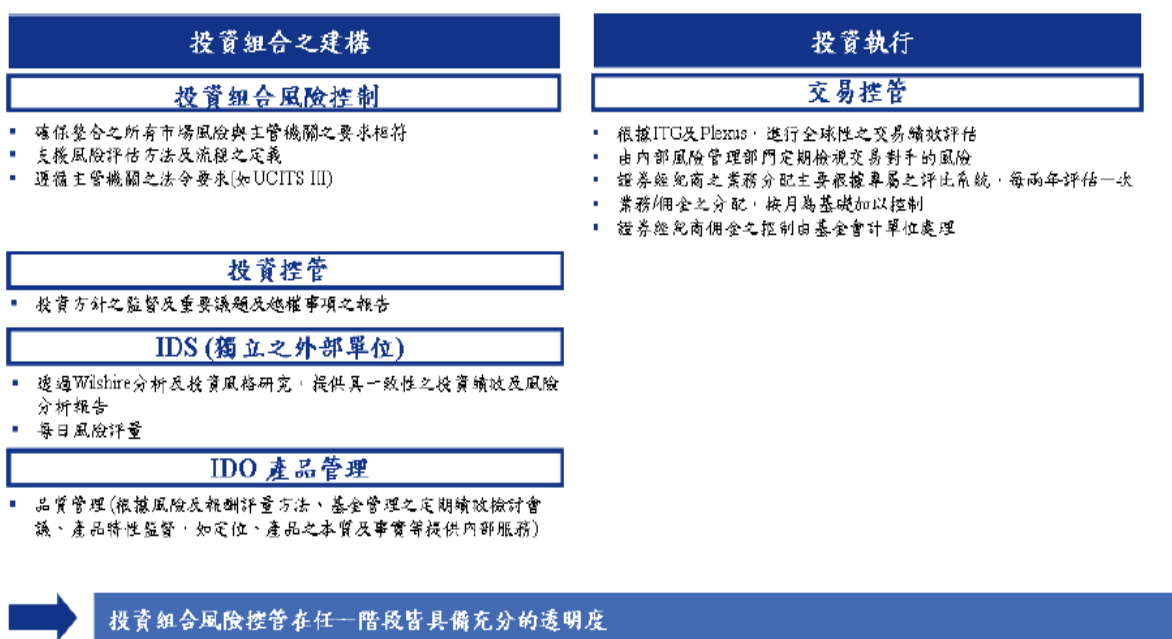 投資組合之建構
投資組合風險控制
▪ 確保整合之所有市場風險與主管機關之要求相符
▪ 支援風險評估方法及流程之定義
▪ 遵循主管機關之法令要求(如UCITS III)
投資控管
▪ 投資方針之監督及重要議題及越權事項之報告
IDS (獨立之外部單位)
▪ 透過Wilshire分析及投資風格研究,提供具一致性之投資績效及風險
分析報告
▪ 每日風險評量
IDO 產品管理
▪ 品質管理(根據風險及報酬評量方法、基金管理之定期績效檢討會
議、產品特性監督,如定位、產品之本質及事實等提供內部服務)
投資執行
交易控管
▪ 根據ITG及Plexus,進行全球性之交易績效評估
▪ 由內部風險管理部門定期檢視交易對手的風險
▪ 證券經紀商之業務分配主要根據專屬之評比系統,每兩年評估一次
▪ 業務/佣金之分配,按月為基礎加以控制
▪ 證券經紀商佣金之控制由基金會計單位處理
投資組合風險控管在任一階段皆具備充分的透明度